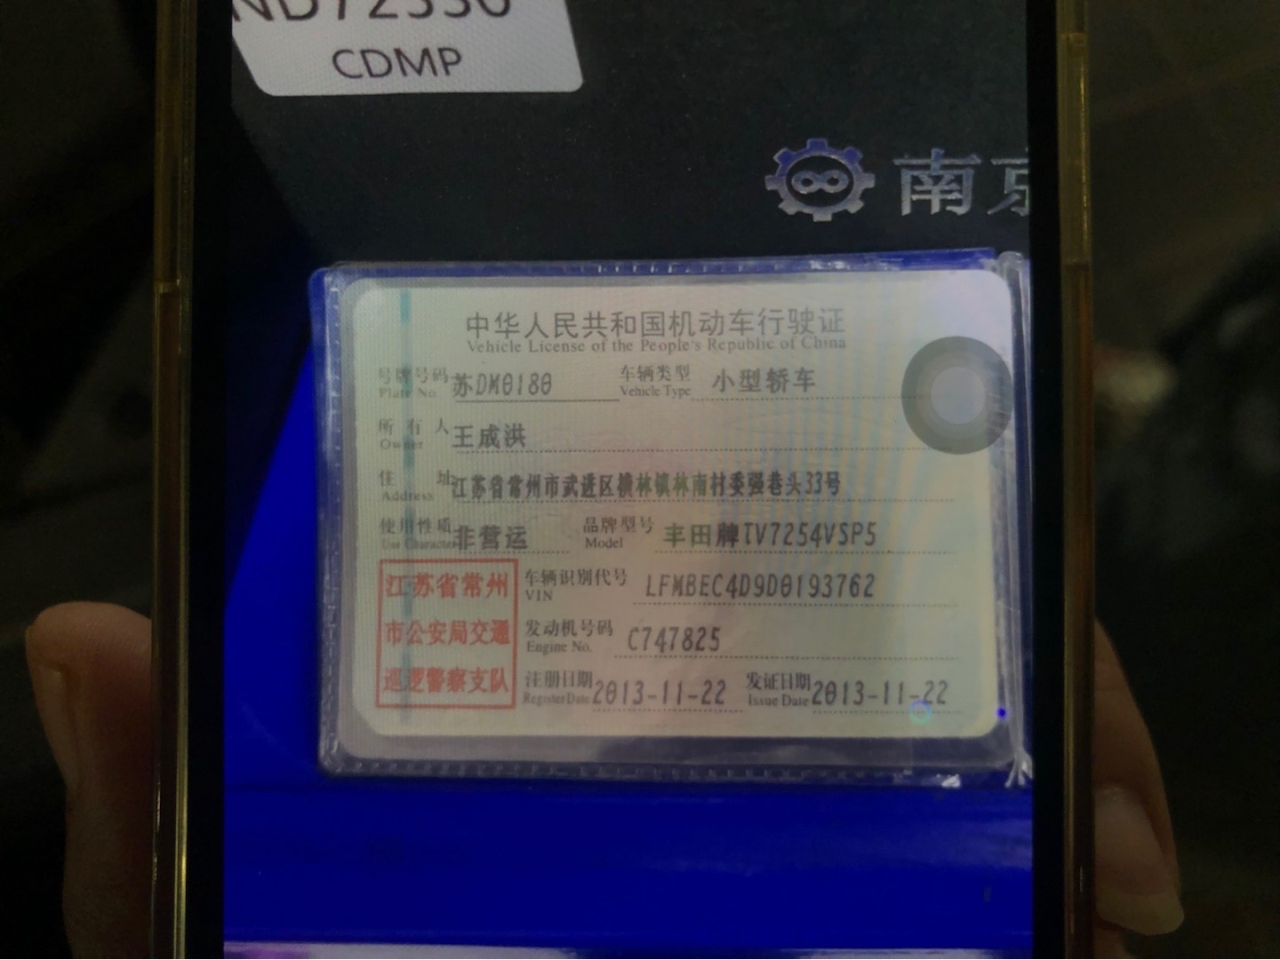 CDMP
南京
中华人民共和国机动车行驶证
Vehicle License of the People's Republic of China
号牌号码 苏DM0180 车辆类型 小型轿车
Plate No. Vehicle Type
所有人 王成洪
Owner
住址 江苏省常州市武进区横林镇林南村委强巷头33号
Address
使用性质 非营运 品牌型号 丰田牌TV7254VSP5
Use Character Model
江苏省常州 车辆识别代号 LFMBEC4D9D0193762
VIN
市公安局交通 发动机号码 C747825
Engine No.
巡逻警察支队 注册日期 2013-11-22 发证日期 2013-11-22
Register Date Issue Date